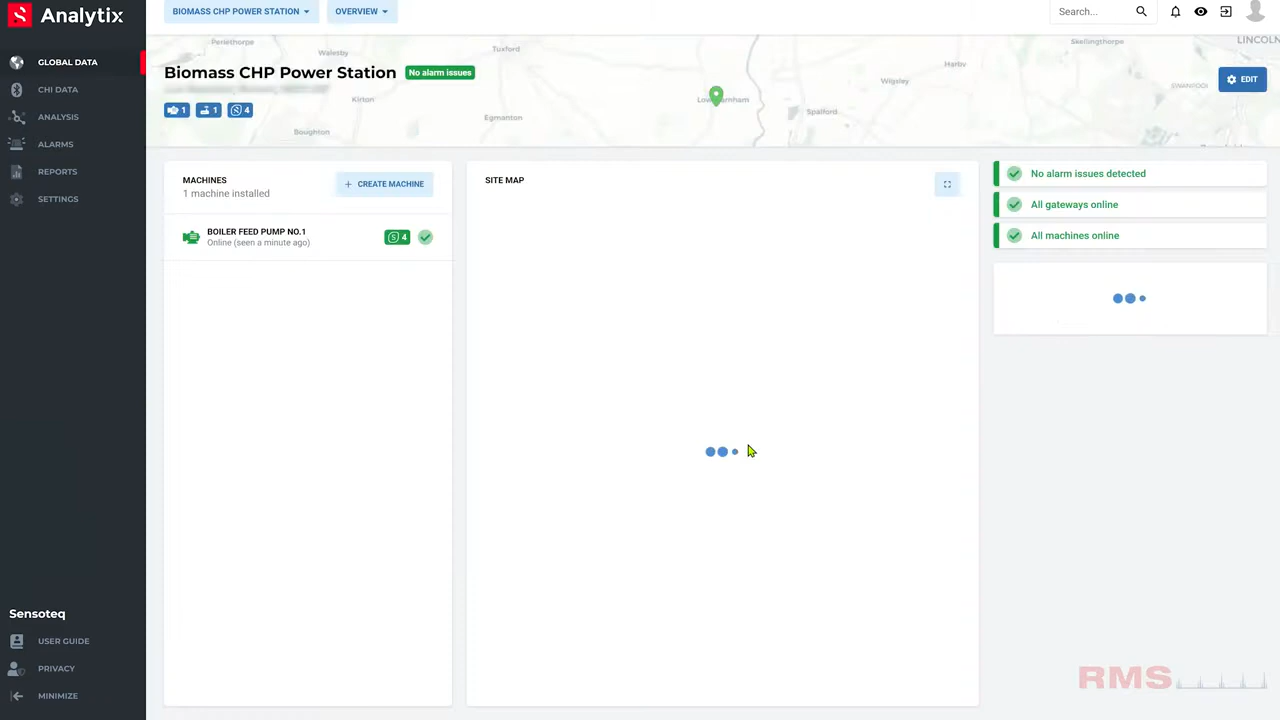 Analytix
BIOMASS CHP POWER STATION
OVERVIEW
Search...
GLOBAL DATA
CHI DATA
ANALYSIS
ALARMS
REPORTS
SETTINGS
Perlethorpe
Walesby
Tuxford
Skellingthorpe
LINCOLN
Biomass CHP Power Station
No alarm issues
Harby
Wigsley
EDIT
SWANPOOL
1
1
4
Kirton
Egmanton
Spalford
Boughton
MACHINES
1 machine installed
CREATE MACHINE
BOILER FEED PUMP NO.1
Online (seen a minute ago)
4
SITE MAP
No alarm issues detected
All gateways online
All machines online
Sensoteq
USER GUIDE
PRIVACY
MINIMIZE
RMS